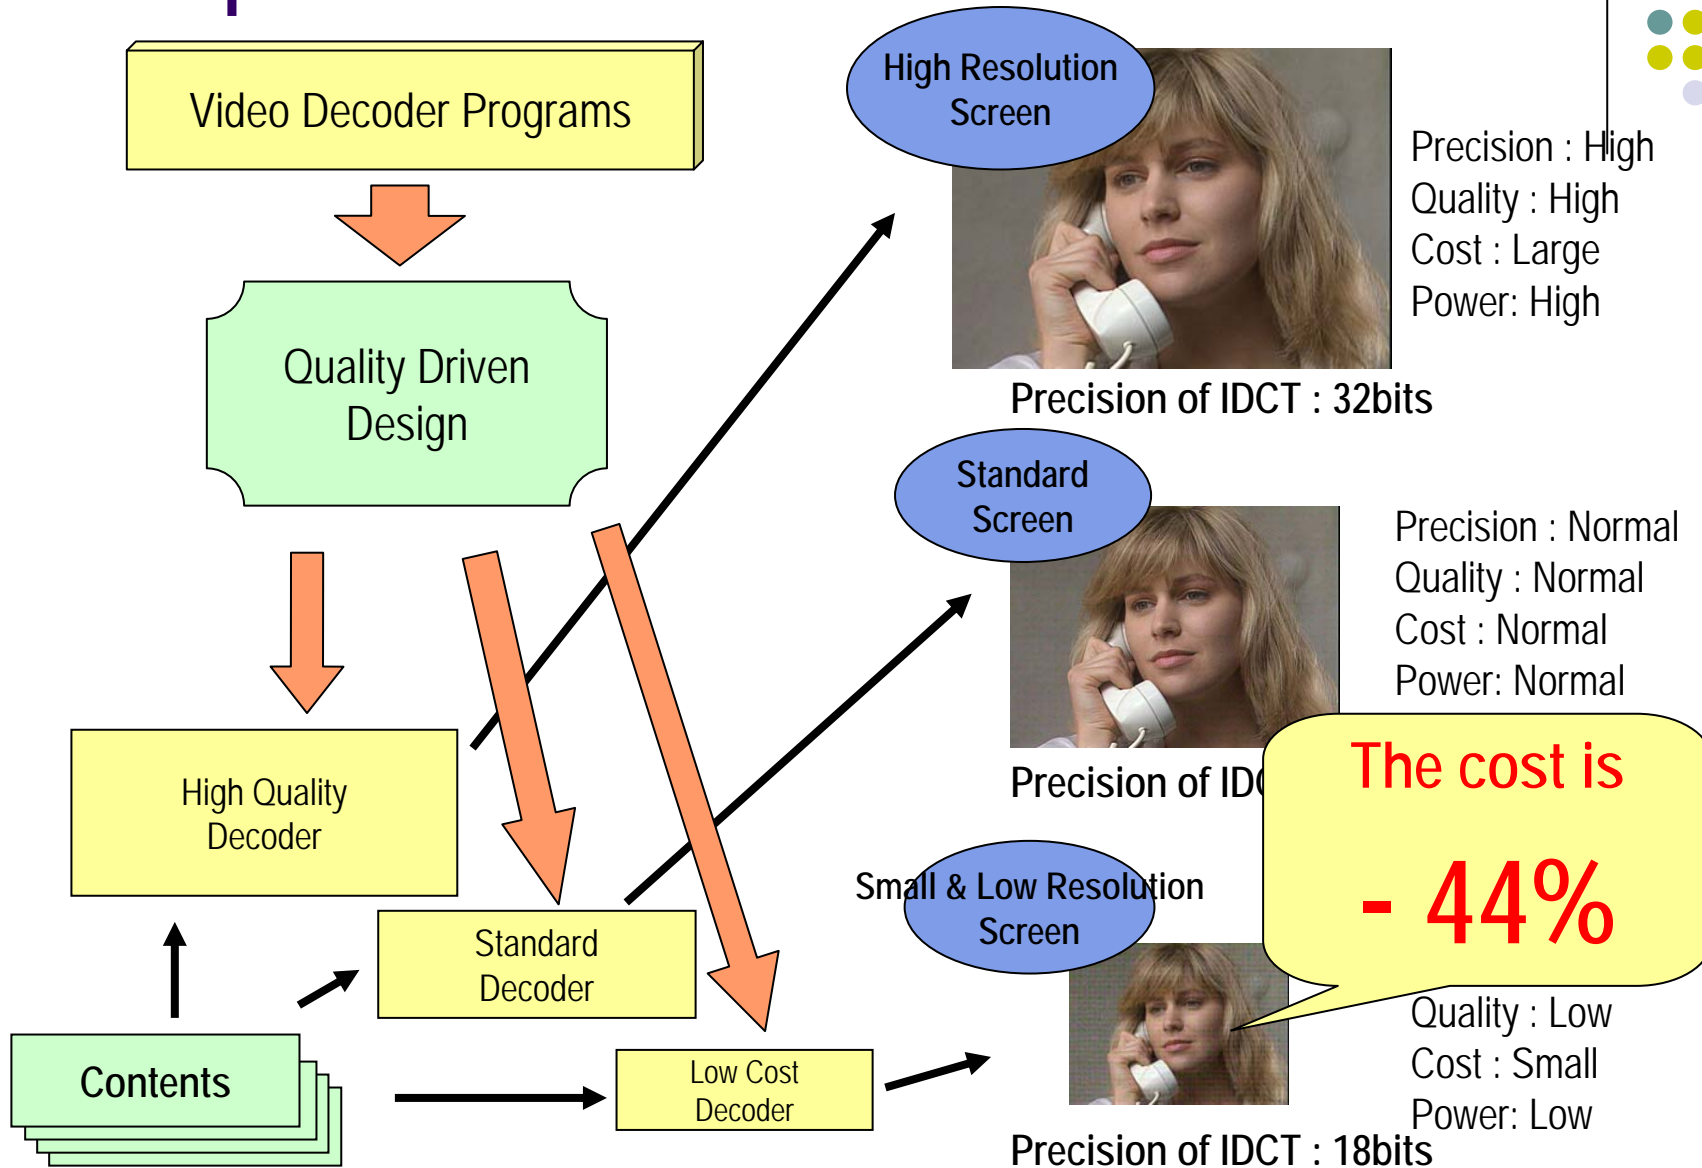 Video Decoder Programs
Quality Driven
Design
High Quality
Decoder
Standard
Decoder
Low Cost
Decoder
Contents
High Resolution
Screen
Precision : High
Quality : High
Cost : Large
Power: High
Precision of IDCT : 32bits
Standard
Screen
Precision : Normal
Quality : Normal
Cost : Normal
Power: Normal
Precision of
The cost is
- 44%
Small & Low Resolution
Screen
Quality : Low
Cost : Small
Power: Low
Precision of IDCT : 18bits